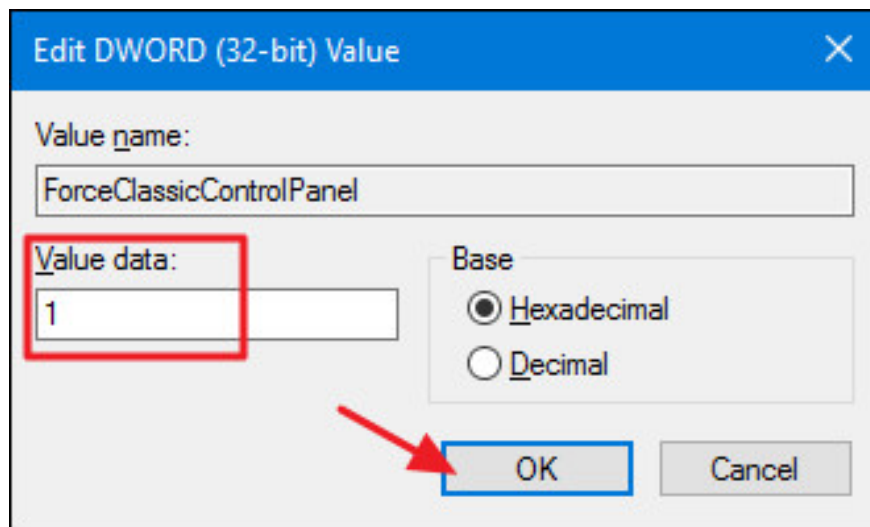 Edit DWORD (32-bit) Value
Value name:
ForceClassicControlPanel
Value data:
1
Base
Hexadecimal
Decimal
OK
Cancel